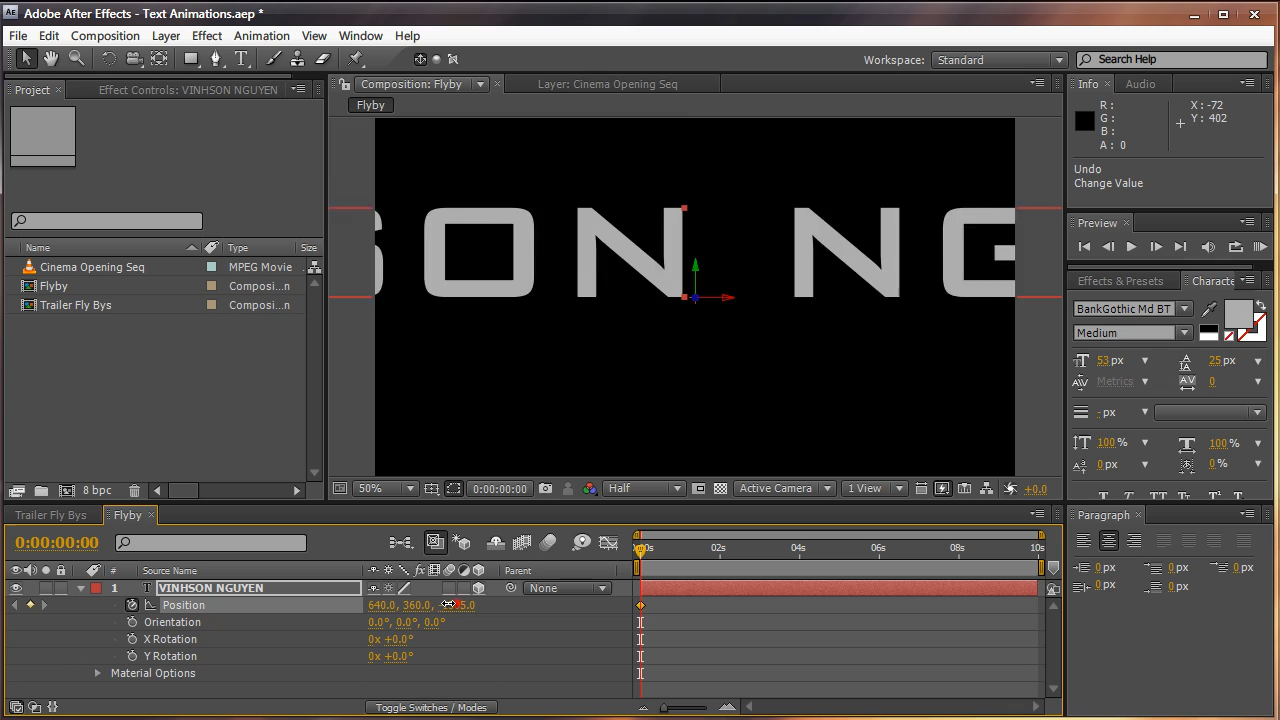 Adobe After Effects - Text Animations.aep *
File Edit Composition Layer Effect Animation View Window Help
Workspace: Standard Search Help
Project Effect Controls: VINHSON NGUYEN
Composition: Flyby Layer: Cinema Opening Seq
Info Audio
Flyby
R: X: -72
G: Y: 402
B:
A: 0
Undo
Change Value
SON NG
Preview
Name Type Size
Cinema Opening Seq MPEG Movie
Flyby Composi...n
Trailer Fly Bys Composi...n
Effects & Presets Characte
BankGothic Md BT
Medium
53 px 25 px
Metrics 0
- px
100 % 100 %
0 px 0 %
T T TT Tr T' T
8 bpc
50% 0:00:00:00 Half Active Camera 1 View +0.0
Trailer Fly Bys Flyby
Paragraph
0:00:00:00
0 px 0 px 0 px
0 px 0 px
00s 02s 04s 06s 08s 10s
# Source Name Parent
1 T VINHSON NGUYEN None
Position 640.0, 360.0, 5.0
Orientation 0.0°, 0.0°, 0.0°
X Rotation 0x +0.0°
Y Rotation 0x +0.0°
Material Options
Toggle Switches / Modes